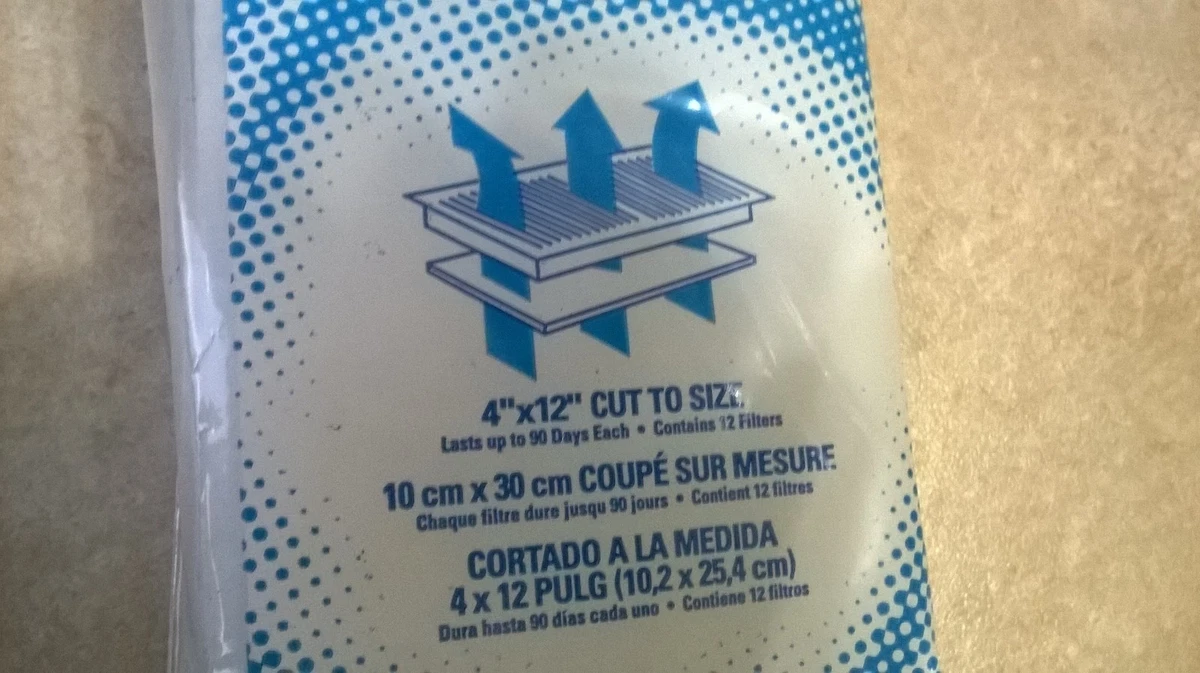 4"x12" CUT TO SIZE
Lasts up to 90 Days Each • Contains 12 Filters
10 cm x 30 cm COUPÉ SUR MESURE
Chaque filtre dure jusqu 90 jours • Contient 12 filtres
CORTADO A LA MEDIDA
4 x 12 PULG (10,2 x 25,4 cm)
Dura hasta 90 días cada uno • Contiene 12 filtros